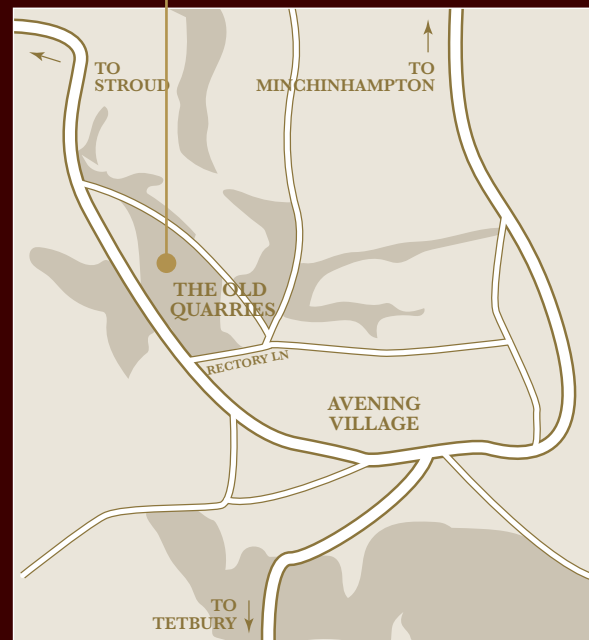 TO
STROUD
TO
MINCHINHAMPTON
THE OLD
QUARRIES
RECTORY LN
AVENING
VILLAGE
TO
TETBURY